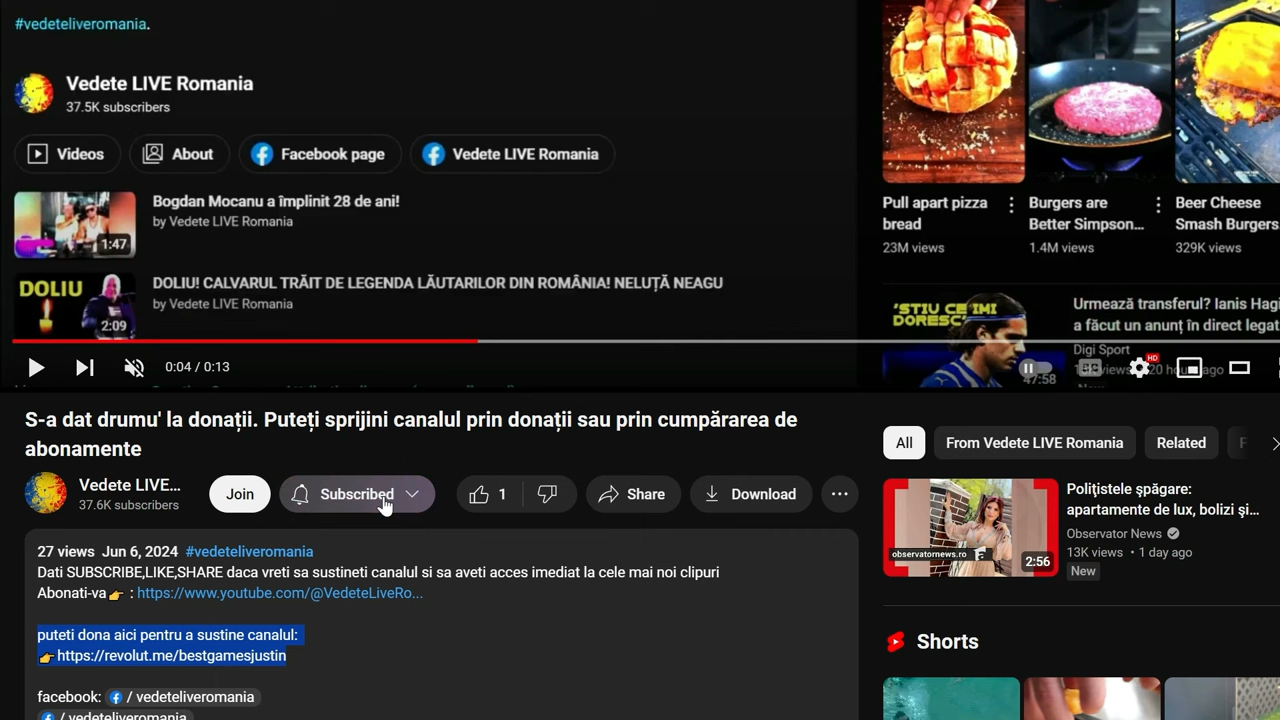 #vedeteliveromania.
Vedete LIVE Romania
37.5K subscribers
Videos
About
Facebook page
Vedete LIVE Romania
Bogdan Mocanu a împlinit 28 de ani!
by Vedete LIVE Romania
1:47
DOLIU! CALVARUL TRĂIT DE LEGENDA LĂUTARILOR DIN ROMÂNIA! NELUȚĂ NEAGU
by Vedete LIVE Romania
DOLIU
2:09
0:04 / 0:13
Pull apart pizza
bread
23M views
Burgers are
Better Simpson...
1.4M views
Beer Cheese
Smash Burgers
329K views
'ȘTIU CE ÎMI
DORESC'
47:58
Urmează transferul? Ianis Hagi
a făcut un anunț în direct legat
Digi Sport
HD
S-a dat drumu' la donații. Puteți sprijini canalul prin donații sau prin cumpărarea de
abonamente
Vedete LIVE...
37.6K subscribers
Join
Subscribed
1
Share
Download
27 views Jun 6, 2024 #vedeteliveromania
Dati SUBSCRIBE,LIKE,SHARE daca vreti sa sustineti canalul si sa aveti acces imediat la cele mai noi clipuri
Abonati-va👉 : https://www.youtube.com/@VedeteLiveRo...
puteti dona aici pentru a sustine canalul:
👉https://revolut.me/bestgamesjustin
facebook: / vedeteliveromania
/ vedeteliveromania
All
From Vedete LIVE Romania
Related
Polițistele șpăgare:
apartamente de lux, bolizi și...
Observator News
13K views • 1 day ago
New
observatornews.ro
2:56
Shorts